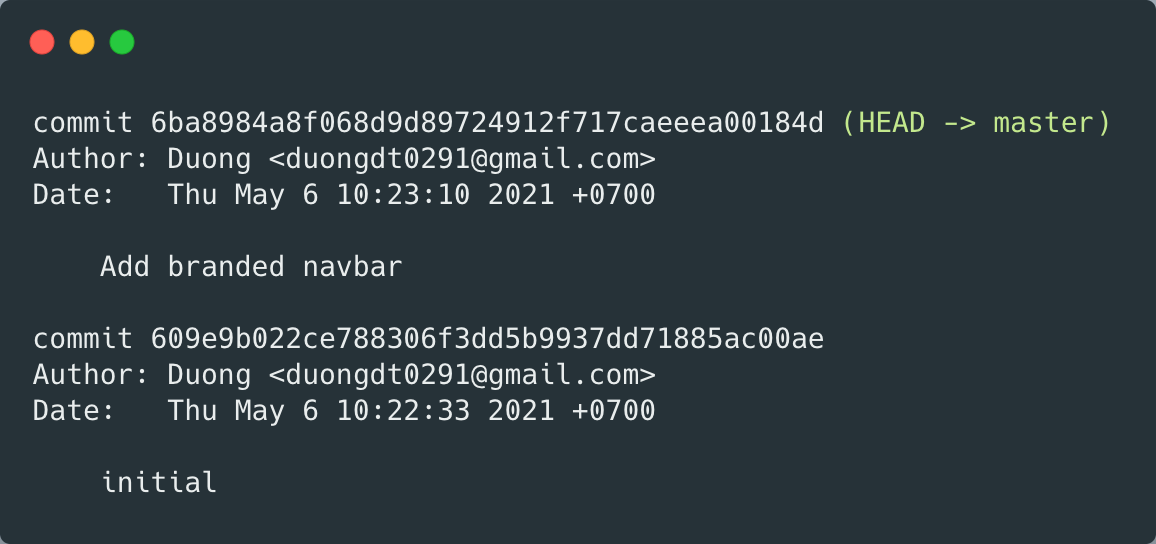 commit 6ba8984a8f068d9d89724912f717caeeea00184d (HEAD -> master)
Author: Duong <duongdt0291@gmail.com>
Date:   Thu May 6 10:23:10 2021 +0700
    Add branded navbar
commit 609e9b022ce788306f3dd5b9937dd71885ac00ae
Author: Duong <duongdt0291@gmail.com>
Date:   Thu May 6 10:22:33 2021 +0700
    initial